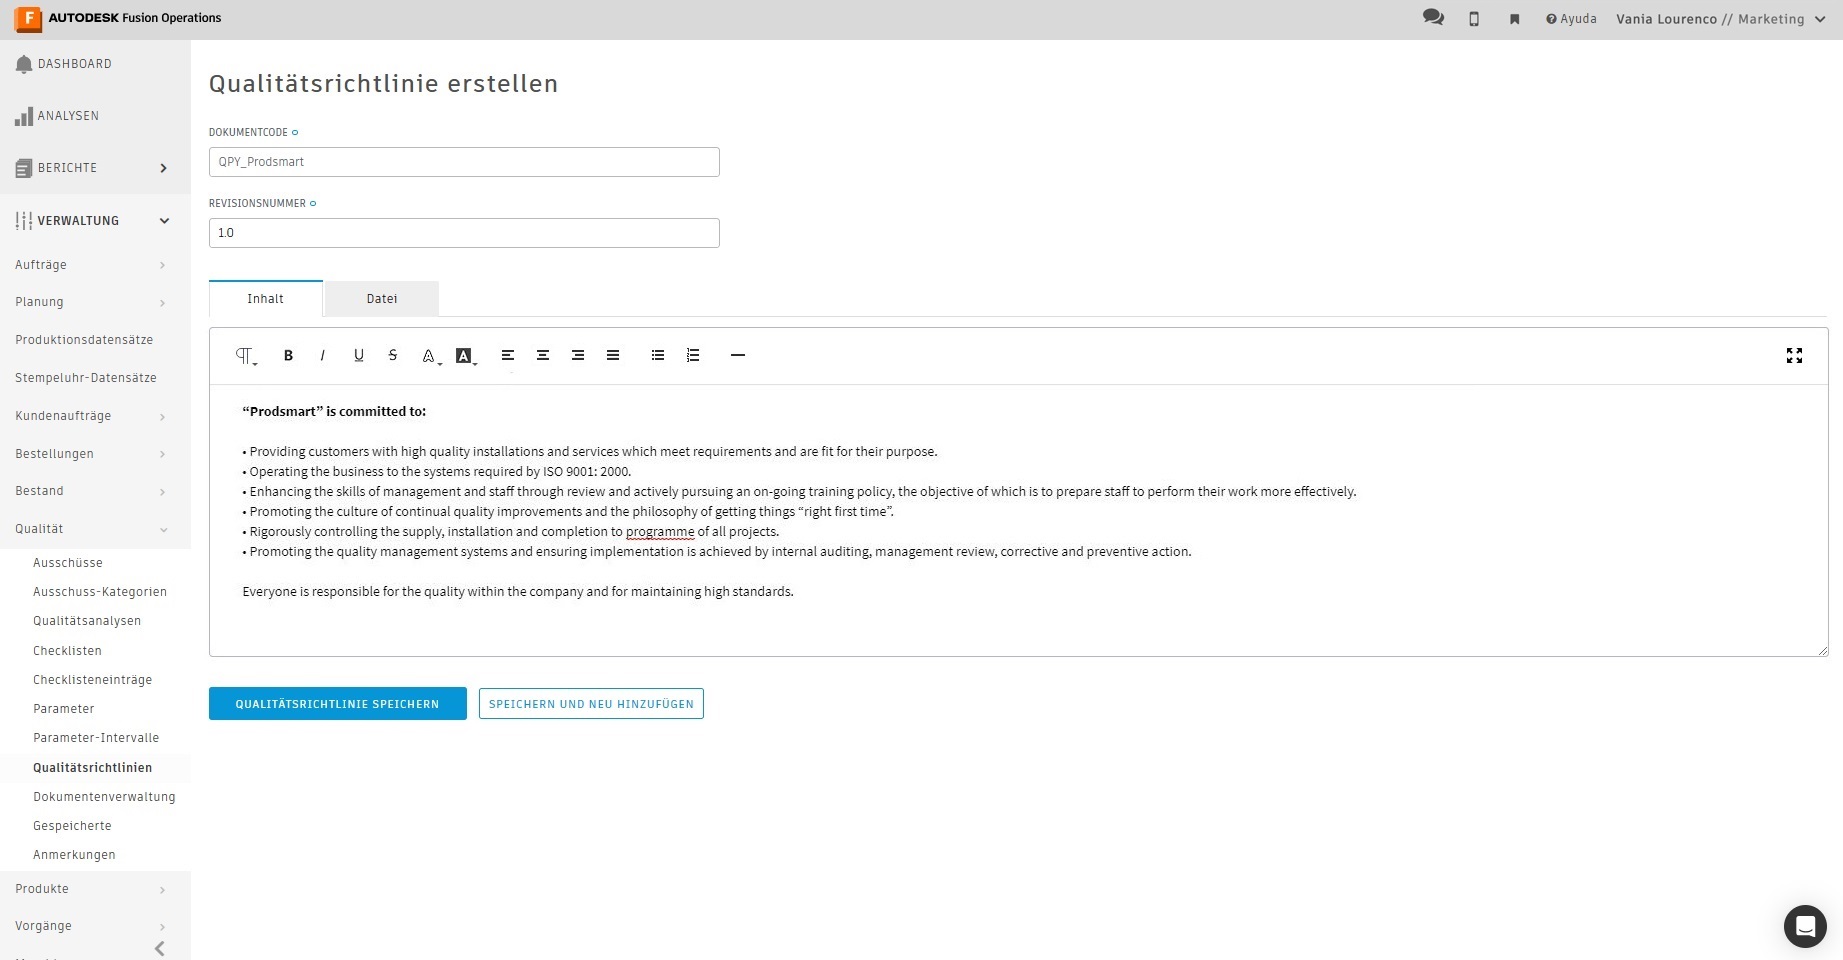 AUTODESK Fusion Operations
Ayuda
Vania Lourenco // Marketing
DASHBOARD
ANALYSEN
BERICHTE
VERWALTUNG
Aufträge
Planung
Produktionsdatensätze
Stempeluhr-Datensätze
Kundenaufträge
Bestellungen
Bestand
Qualität
Ausschüsse
Ausschuss-Kategorien
Qualitätsanalysen
Checklisten
Checklisteneinträge
Parameter
Parameter-Intervalle
Qualitätsrichtlinien
Dokumentenverwaltung
Gespeicherte
Anmerkungen
Produkte
Vorgänge
Qualitätsrichtlinie erstellen
DOKUMENTCODE
QPY_Prodsmart
REVISIONSNUMMER
1.0
Inhalt
Datei
B I U S A A
“Prodsmart” is committed to:
• Providing customers with high quality installations and services which meet requirements and are fit for their purpose.
• Operating the business to the systems required by ISO 9001: 2000.
• Enhancing the skills of management and staff through review and actively pursuing an on-going training policy, the objective of which is to prepare staff to perform their work more effectively.
• Promoting the culture of continual quality improvements and the philosophy of getting things “right first time”.
• Rigorously controlling the supply, installation and completion to programme of all projects.
• Promoting the quality management systems and ensuring implementation is achieved by internal auditing, management review, corrective and preventive action.
Everyone is responsible for the quality within the company and for maintaining high standards.
QUALITÄTSRICHTLINIE SPEICHERN
SPEICHERN UND NEU HINZUFÜGEN